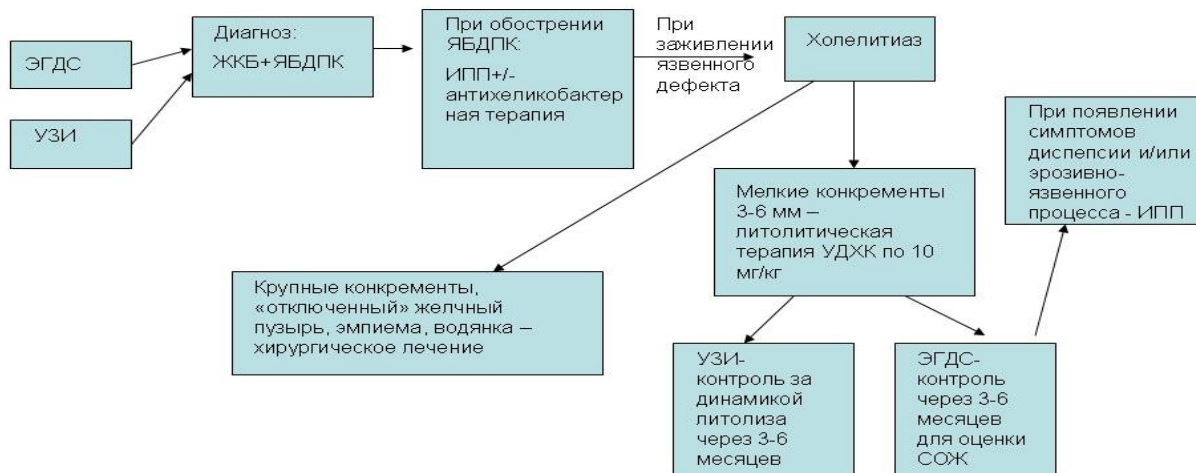 ЭГДС
УЗИ
Диагноз:
ЖКБ+ЯБДПК
При обострении
ЯБДПК:
ИПП+/-
антихеликобактер
ная терапия
При
заживлении
язвенного
дефекта
Холелитиаз
При появлении
симптомов
диспепсии и/или
эрозивно-
язвенного
процесса - ИПП
Мелкие конкременты
3-6 мм –
литолитическая
терапия УДХК по 10
мг/кг
Крупные конкременты,
«отключенный» желчный
пузырь, эмпиема, водянка –
хирургическое лечение
УЗИ-
контроль за
динамикой
литолиза
через 3-6
месяцев
ЭГДС-
контроль
через 3-6
месяцев
для оценки
СОЖ